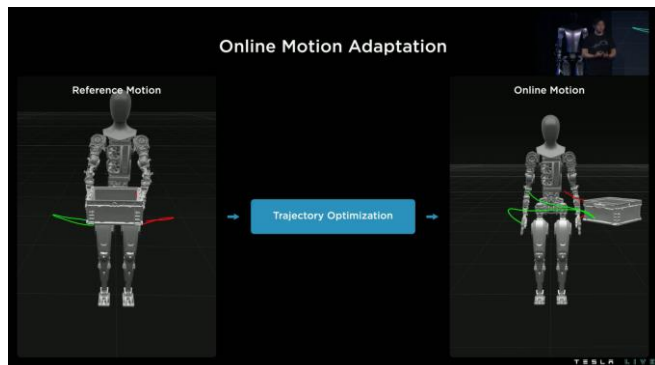 Online Motion Adaptation
Reference Motion
Online Motion
Trajectory Optimization
TESLA LIVE